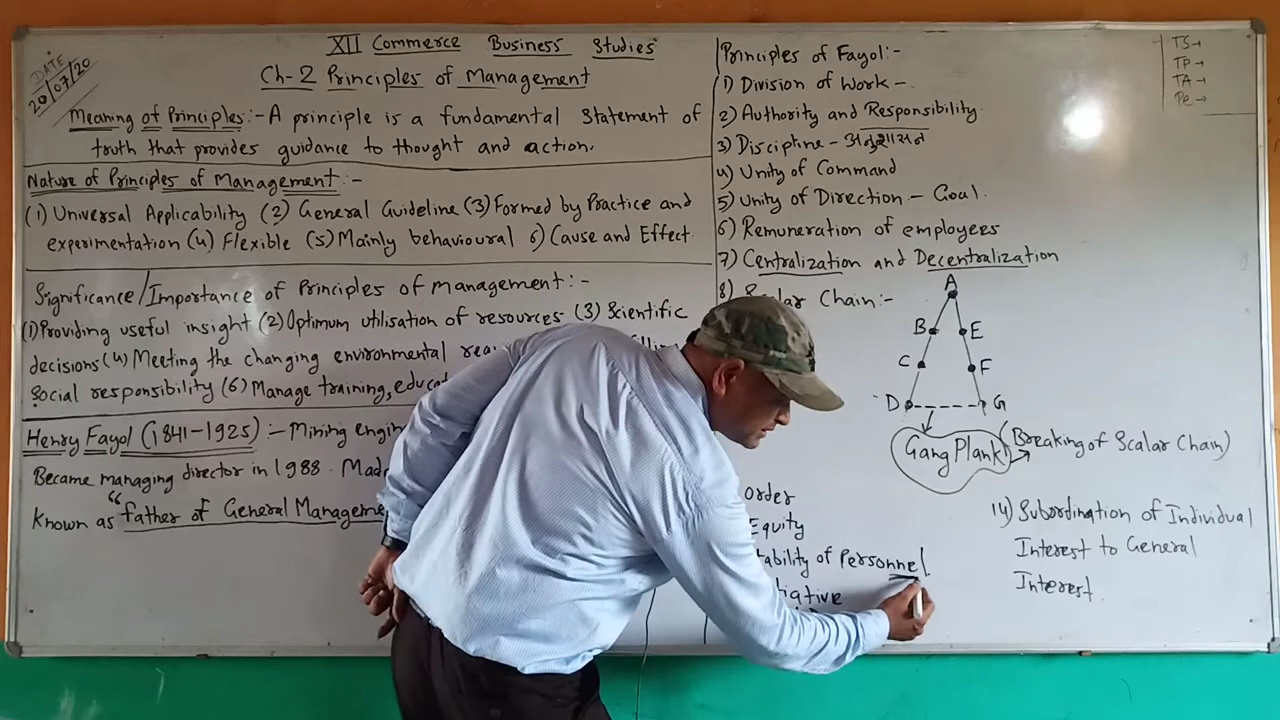 DATE
20/07/20
XII Commerce Business Studies
Ch-2 Principles of Management
Meaning of Principles:- A principle is a fundamental statement of
truth that provides guidance to thought and action.
Nature of Principles of Management:-
(1) Universal Applicability (2) General Guideline (3) Formed by Practice and
experimentation (4) Flexible (5) Mainly behavioural 6) Cause and Effect.
Significance/Importance of Principles of management:-
(1) Providing useful insight (2) Optimum utilisation of resources (3) Scientific
decisions (4) Meeting the changing environmental
Social responsibility (6) Manage training,
Henry Fayol (1841-1925):- Mining
Became managing director in 1988.
Known as "father of General
Principles of Fayol:-
1) Division of Work -
2) Authority and Responsibility
3) Discipline - अनुशासन
4) Unity of Command
5) Unity of Direction - Goal.
6) Remuneration of employees
7) Centralization and Decentralization
8) Chain:-
A
B E
C F
D G
Gang Plank (Breaking of Scalar Chain)
Order
Equity
of Personnel
14) Subordination of Individual
Interest to General
Interest.
TS→
TP→
TA→
Pe→